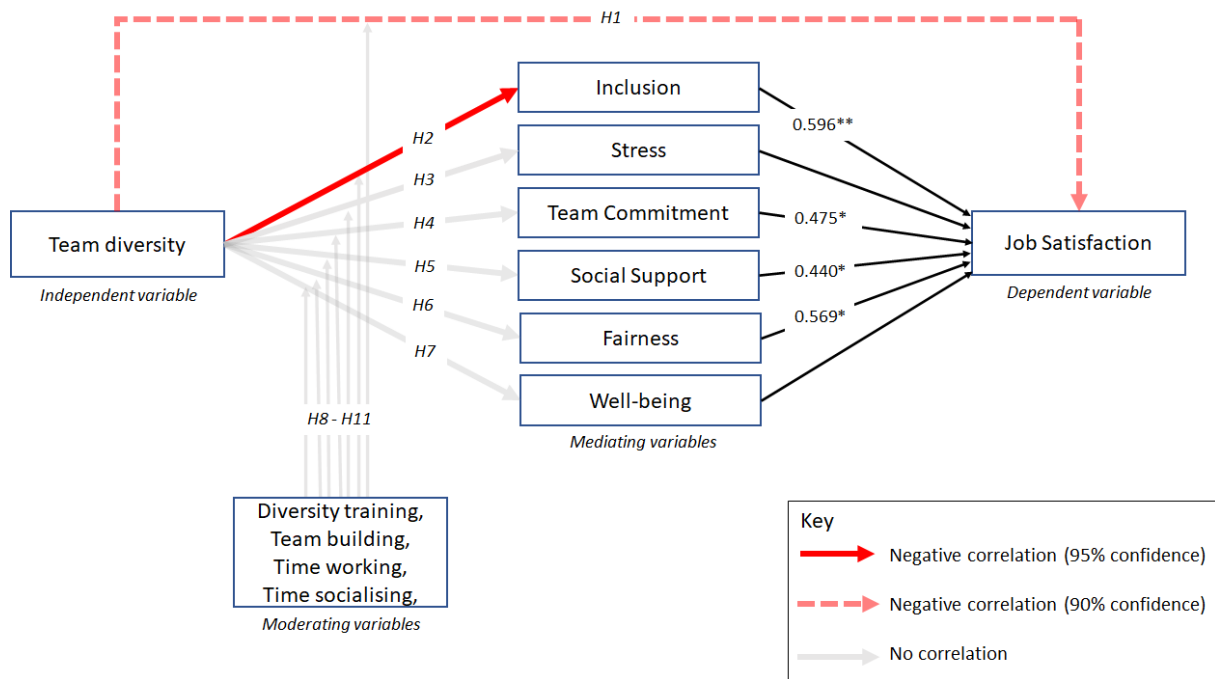 H1
Inclusion
0.596**
H2
Stress
H3
Team Commitment
0.475*
H4
Team diversity
Independent variable
Job Satisfaction
Dependent variable
H5
Social Support
0.440*
H6
Fairness
0.569*
H7
Well-being
Mediating variables
H8 - H11
Diversity training,
Team building,
Time working,
Time socialising,
Moderating variables
Key
Negative correlation (95% confidence)
Negative correlation (90% confidence)
No correlation